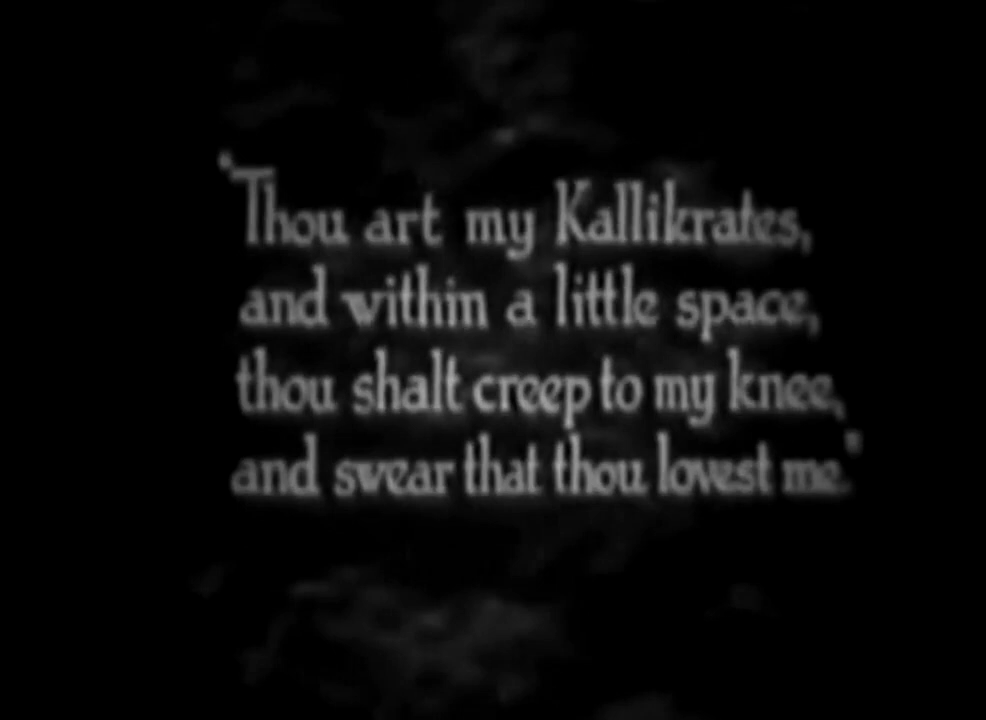 "Thou art my Kallikrates,
and within a little space,
thou shalt creep to my knee,
and swear that thou lovest me."